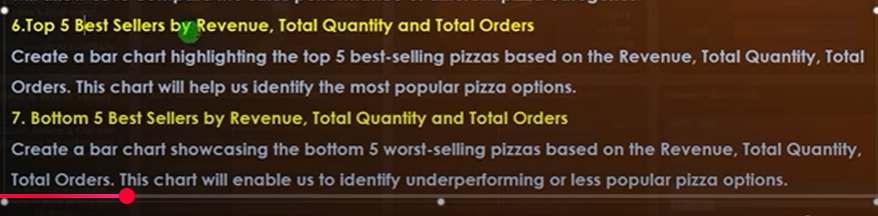 6.Top 5 Best Sellers by Revenue, Total Quantity and Total Orders
Create a bar chart highlighting the top 5 best-selling pizzas based on the Revenue, Total Quantity, Total
Orders. This chart will help us identify the most popular pizza options.
7. Bottom 5 Best Sellers by Revenue, Total Quantity and Total Orders
Create a bar chart showcasing the bottom 5 worst-selling pizzas based on the Revenue, Total Quantity,
Total Orders. This chart will enable us to identify underperforming or less popular pizza options.